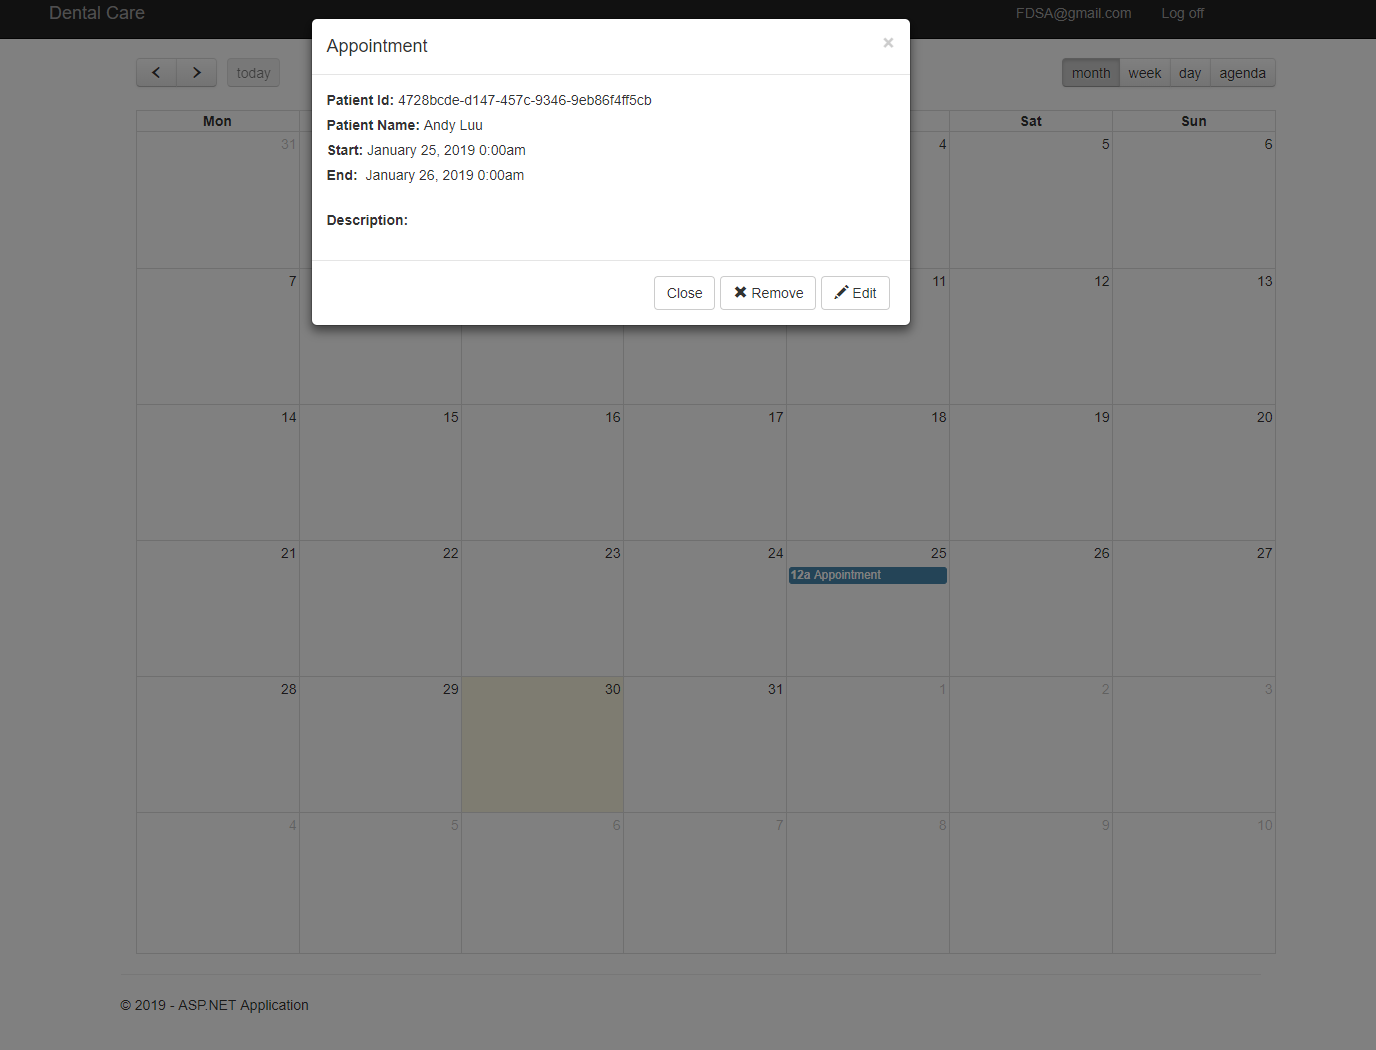 Dental Care FDSA@gmail.com Log off
Appointment ×
today month week day agenda
Patient Id: 4728bcde-d147-457c-9346-9eb86f4ff5cb
Patient Name: Andy Luu
Start: January 25, 2019 0:00am
End: January 26, 2019 0:00am
Description:
Close Remove Edit
Mon Sat Sun
31 4 5 6
7 11 12 13
14 15 16 17 18 19 20
21 22 23 24 25 26 27
12a Appointment
28 29 30 31 1 2 3
4 5 6 7 8 9 10
© 2019 - ASP.NET Application